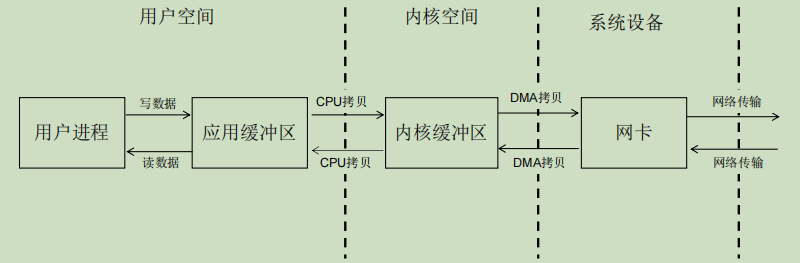 用户空间
内核空间
系统设备
用户进程
写数据
读数据
应用缓冲区
CPU拷贝
CPU拷贝
内核缓冲区
DMA拷贝
DMA拷贝
网卡
网络传输
网络传输